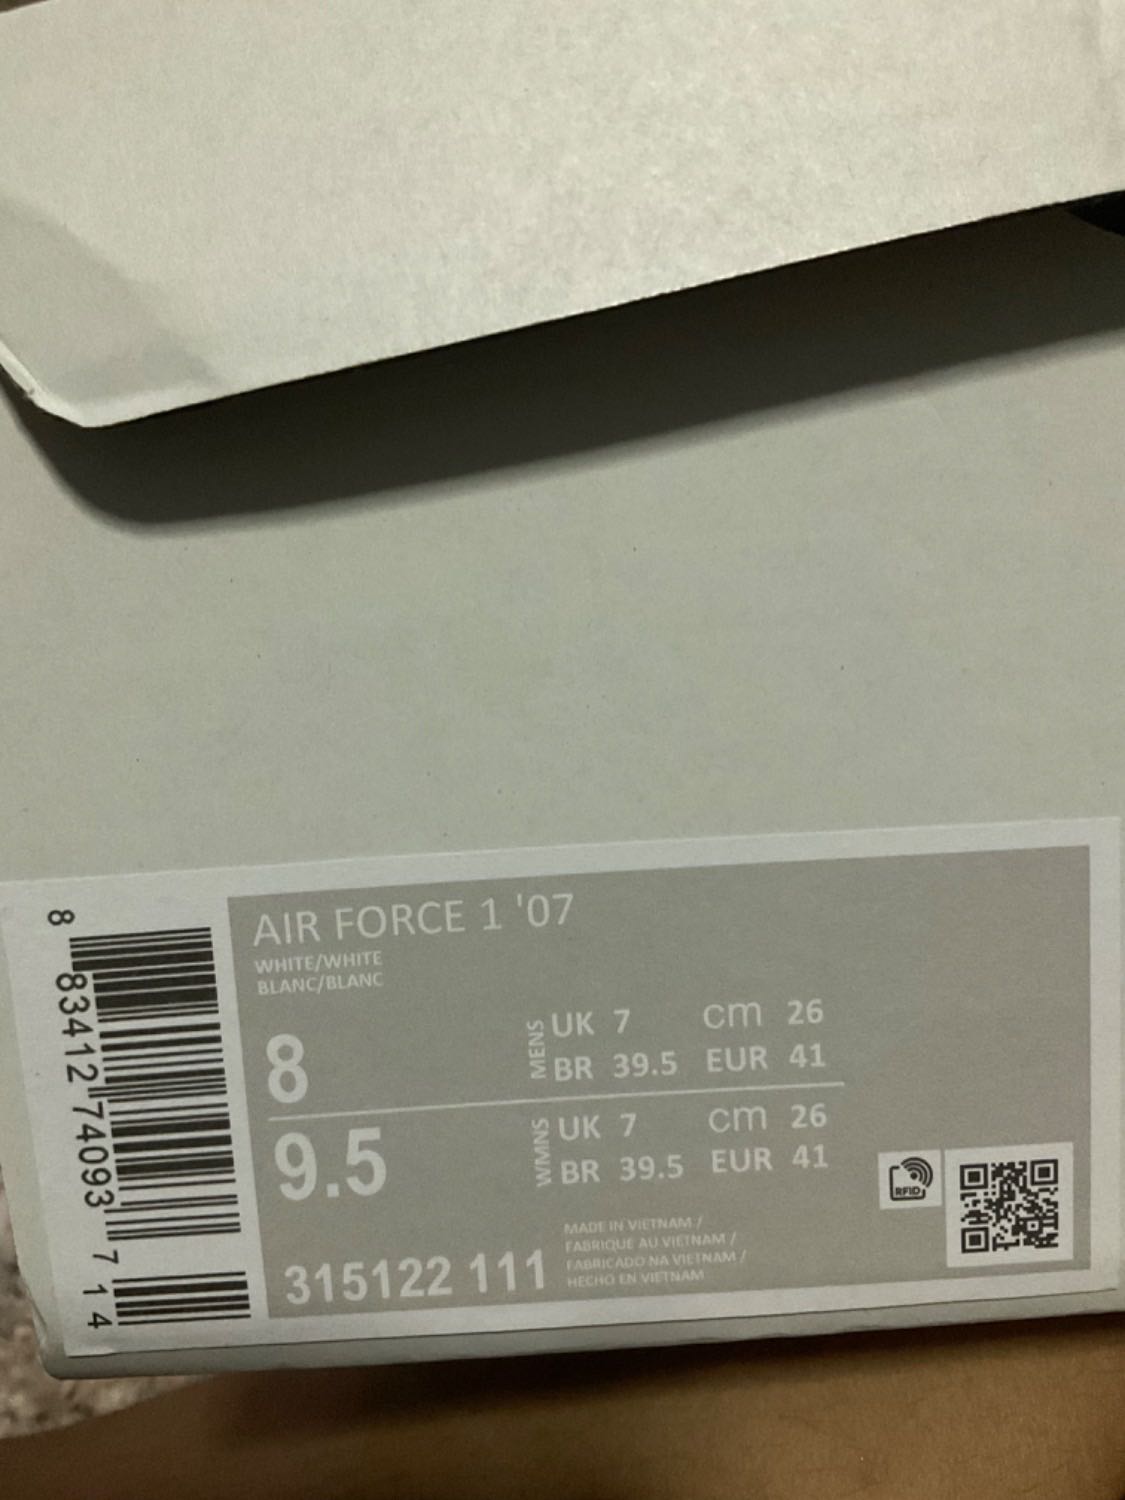 AIR FORCE 1 '07
WHITE/WHITE
BLANC/BLANC
8
MENS
UK 7 cm 26
BR 39.5 EUR 41
9.5
WMNS
UK 7 cm 26
BR 39.5 EUR 41
315122 111
MADE IN VIETNAM /
FABRIQUE AU VIETNAM /
FABRICADO NA VIETNAM /
HECHO EN VIETNAM
RFID
8 83412 74093 7 14